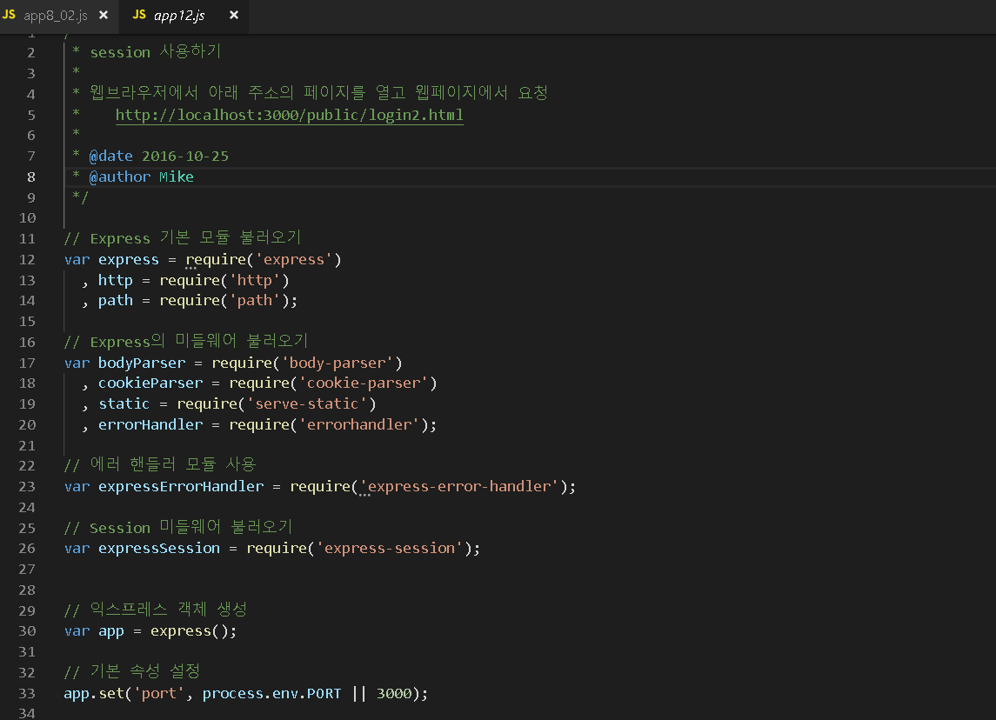 JS app8_02.js × JS app12.js ×
1 /
2 * session 사용하기
3 *
4 * 웹브라우저에서 아래 주소의 페이지를 열고 웹페이지에서 요청
5 * http://localhost:3000/public/login2.html
6 *
7 * @date 2016-10-25
8 * @author Mike
9 */
10
11 // Express 기본 모듈 불러오기
12 var express = require('express')
13 , http = require('http')
14 , path = require('path');
15
16 // Express의 미들웨어 불러오기
17 var bodyParser = require('body-parser')
18 , cookieParser = require('cookie-parser')
19 , static = require('serve-static')
20 , errorHandler = require('errorhandler');
21
22 // 에러 핸들러 모듈 사용
23 var expressErrorHandler = require('express-error-handler');
24
25 // Session 미들웨어 불러오기
26 var expressSession = require('express-session');
27
28
29 // 익스프레스 객체 생성
30 var app = express();
31
32 // 기본 속성 설정
33 app.set('port', process.env.PORT || 3000);
34